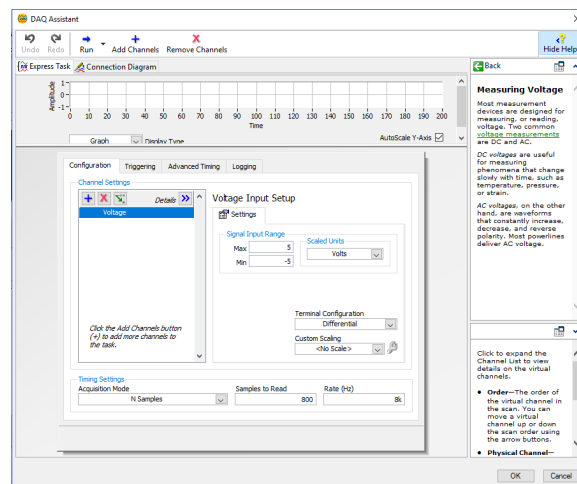 DAQ Assistant
Undo Redo Run Add Channels Remove Channels Hide Help
Express Task Connection Diagram
Back
Amplitude
1-
0-
-1-
0 10 20 30 40 50 60 70 80 90 100 110 120 130 140 150 160 170 180 190 200
Time
Graph Display Type AutoScale Y-Axis
Configuration Triggering Advanced Timing Logging
Channel Settings
Details
Voltage
Click the Add Channels button
(+) to add more channels to
the task.
Voltage Input Setup
Settings
Signal Input Range
Max 5
Min -5
Scaled Units
Volts
Terminal Configuration
Differential
Custom Scaling
<No Scale>
Timing Settings
Acquisition Mode Samples to Read Rate (Hz)
N Samples 800 8k
Measuring Voltage
Most measurement
devices are designed for
measuring, or reading,
voltage. Two common
voltage measurements
are DC and AC.
DC voltages are useful
for measuring
phenomena that change
slowly with time, such as
temperature, pressure,
or strain.
AC voltages, on the other
hand, are waveforms
that constantly increase,
decrease, and reverse
polarity. Most powerlines
deliver AC voltage.
Click to expand the
Channel List to view
details on the virtual
channels.
• Order—The order of
the virtual channel in
the scan. You can
move a virtual
channel up or down
the scan order using
the arrow buttons.
• Physical Channel—
OK Cancel